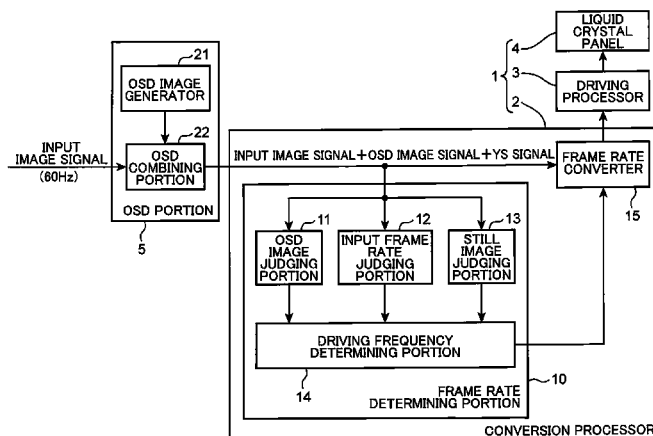 LIQUID
CRYSTAL
PANEL
4
1
3
DRIVING
PROCESSOR
2
21
OSD IMAGE
GENERATOR
22
INPUT
IMAGE SIGNAL
(60Hz)
OSD
COMBINING
PORTION
OSD PORTION
5
INPUT IMAGE SIGNAL+OSD IMAGE SIGNAL+YS SIGNAL
FRAME RATE
CONVERTER
15
11
OSD
IMAGE
JUDGING
PORTION
12
INPUT FRAME
RATE
JUDGING
PORTION
13
STILL
IMAGE
JUDGING
PORTION
DRIVING FREQUENCY
DETERMINING PORTION
14
10
FRAME RATE
DETERMINING PORTION
CONVERSION PROCESSOR